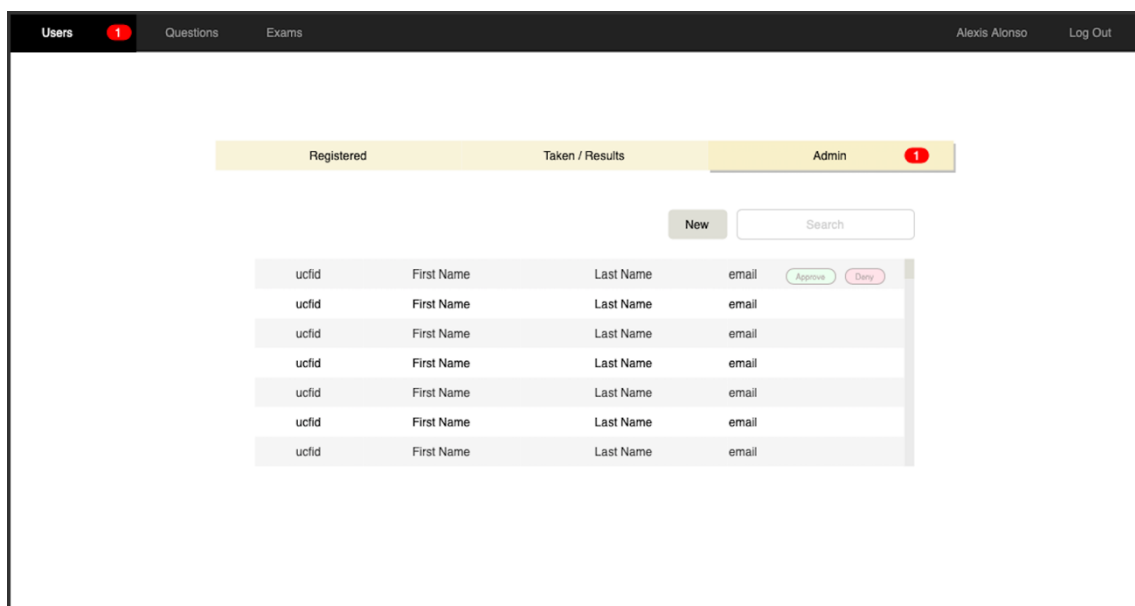 Users 1 Questions Exams Alexis Alonso Log Out
Registered Taken / Results Admin 1
New Search
ucfid First Name Last Name email Approve Deny
ucfid First Name Last Name email
ucfid First Name Last Name email
ucfid First Name Last Name email
ucfid First Name Last Name email
ucfid First Name Last Name email
ucfid First Name Last Name email